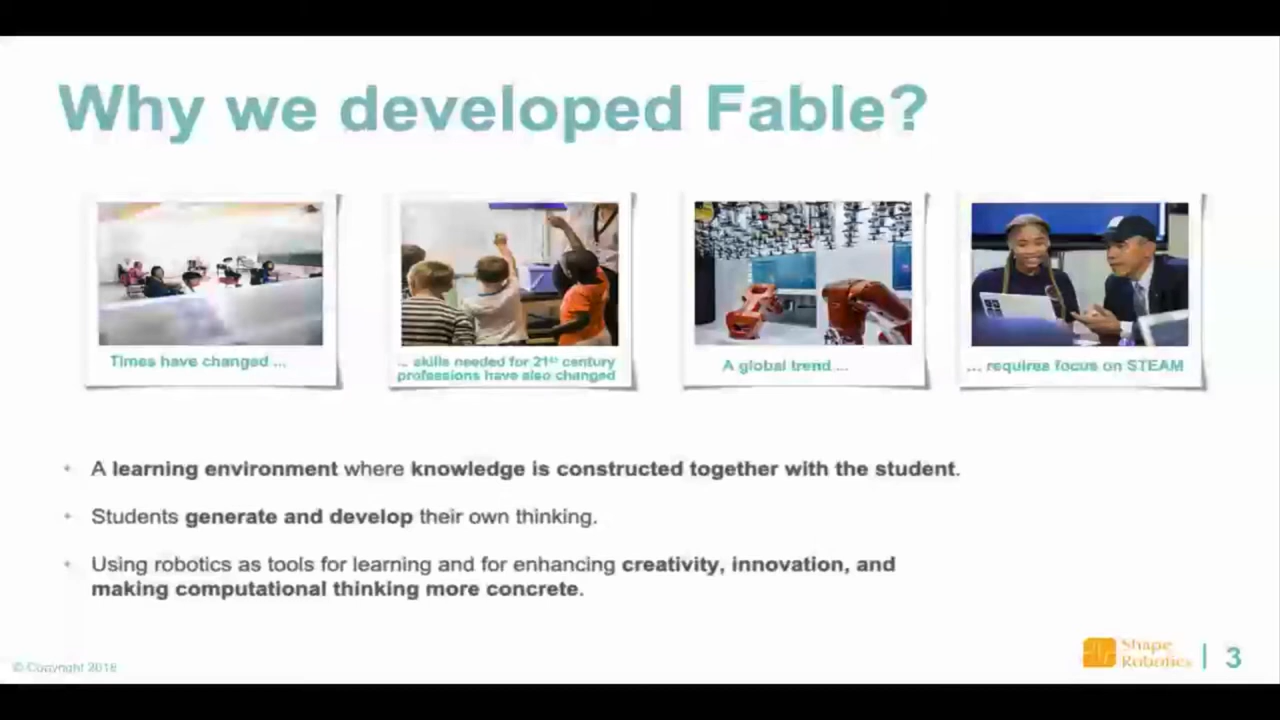 Why we developed Fable?
Times have changed ...
... skills needed for 21st century
professions have also changed
A global trend ...
... requires focus on STEAM
• A learning environment where knowledge is constructed together with the student.
• Students generate and develop their own thinking.
• Using robotics as tools for learning and for enhancing creativity, innovation, and
making computational thinking more concrete.
© Copyright 2018
Shape
Robotics
3